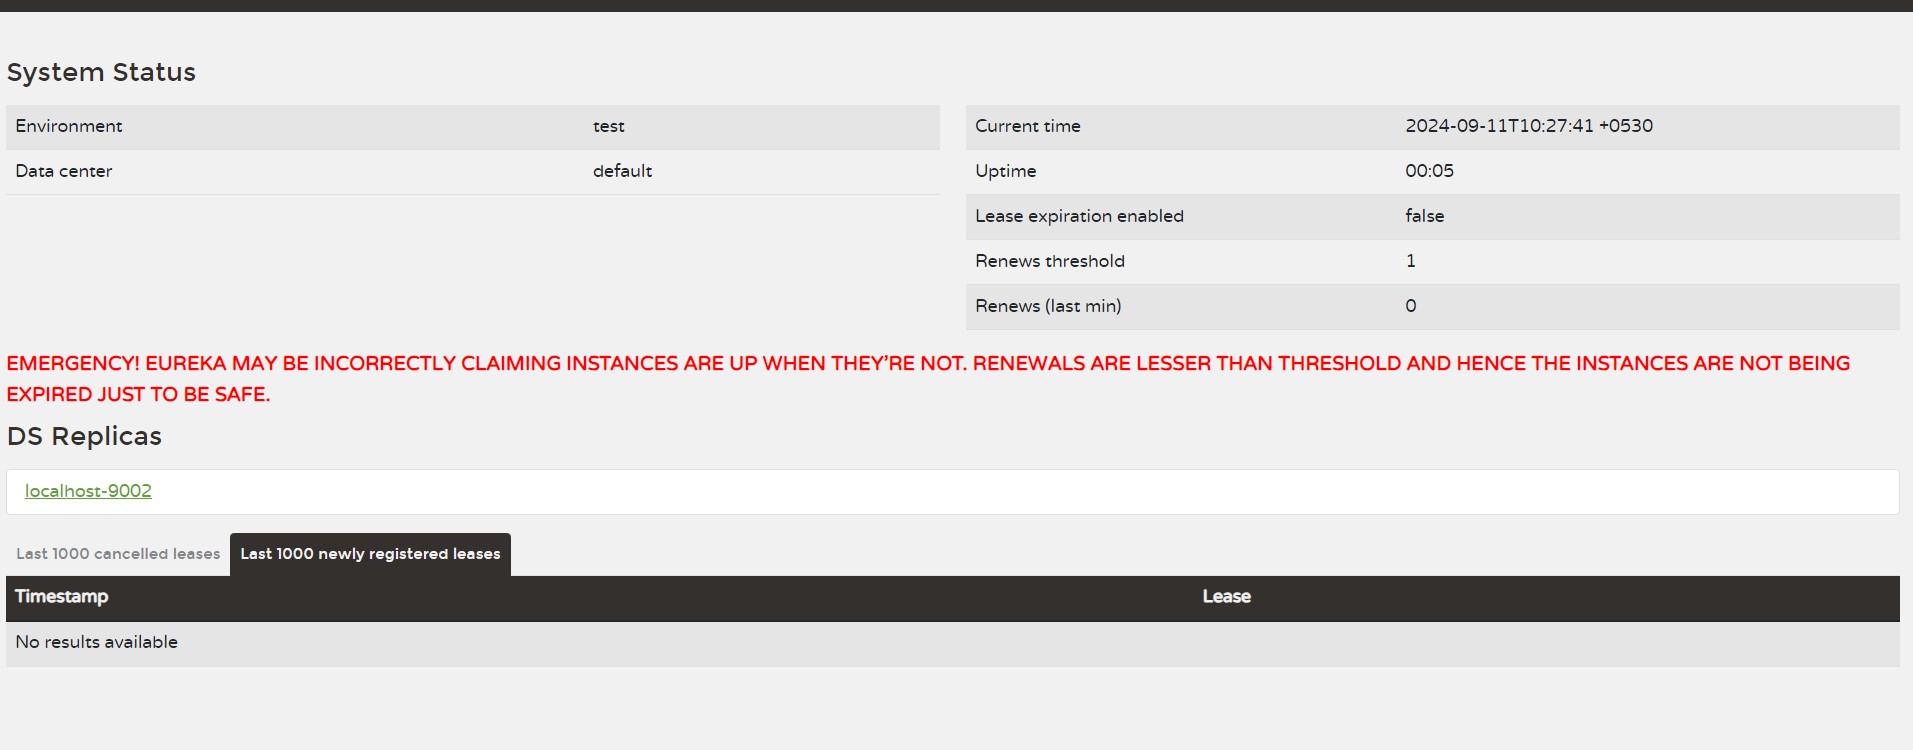 System Status
Environment test
Data center default
Current time 2024-09-11T10:27:41 +0530
Uptime 00:05
Lease expiration enabled false
Renews threshold 1
Renews (last min) 0
EMERGENCY! EUREKA MAY BE INCORRECTLY CLAIMING INSTANCES ARE UP WHEN THEY'RE NOT. RENEWALS ARE LESSER THAN THRESHOLD AND HENCE THE INSTANCES ARE NOT BEING
EXPIRED JUST TO BE SAFE.
DS Replicas
localhost-9002
Last 1000 cancelled leases Last 1000 newly registered leases
Timestamp Lease
No results available